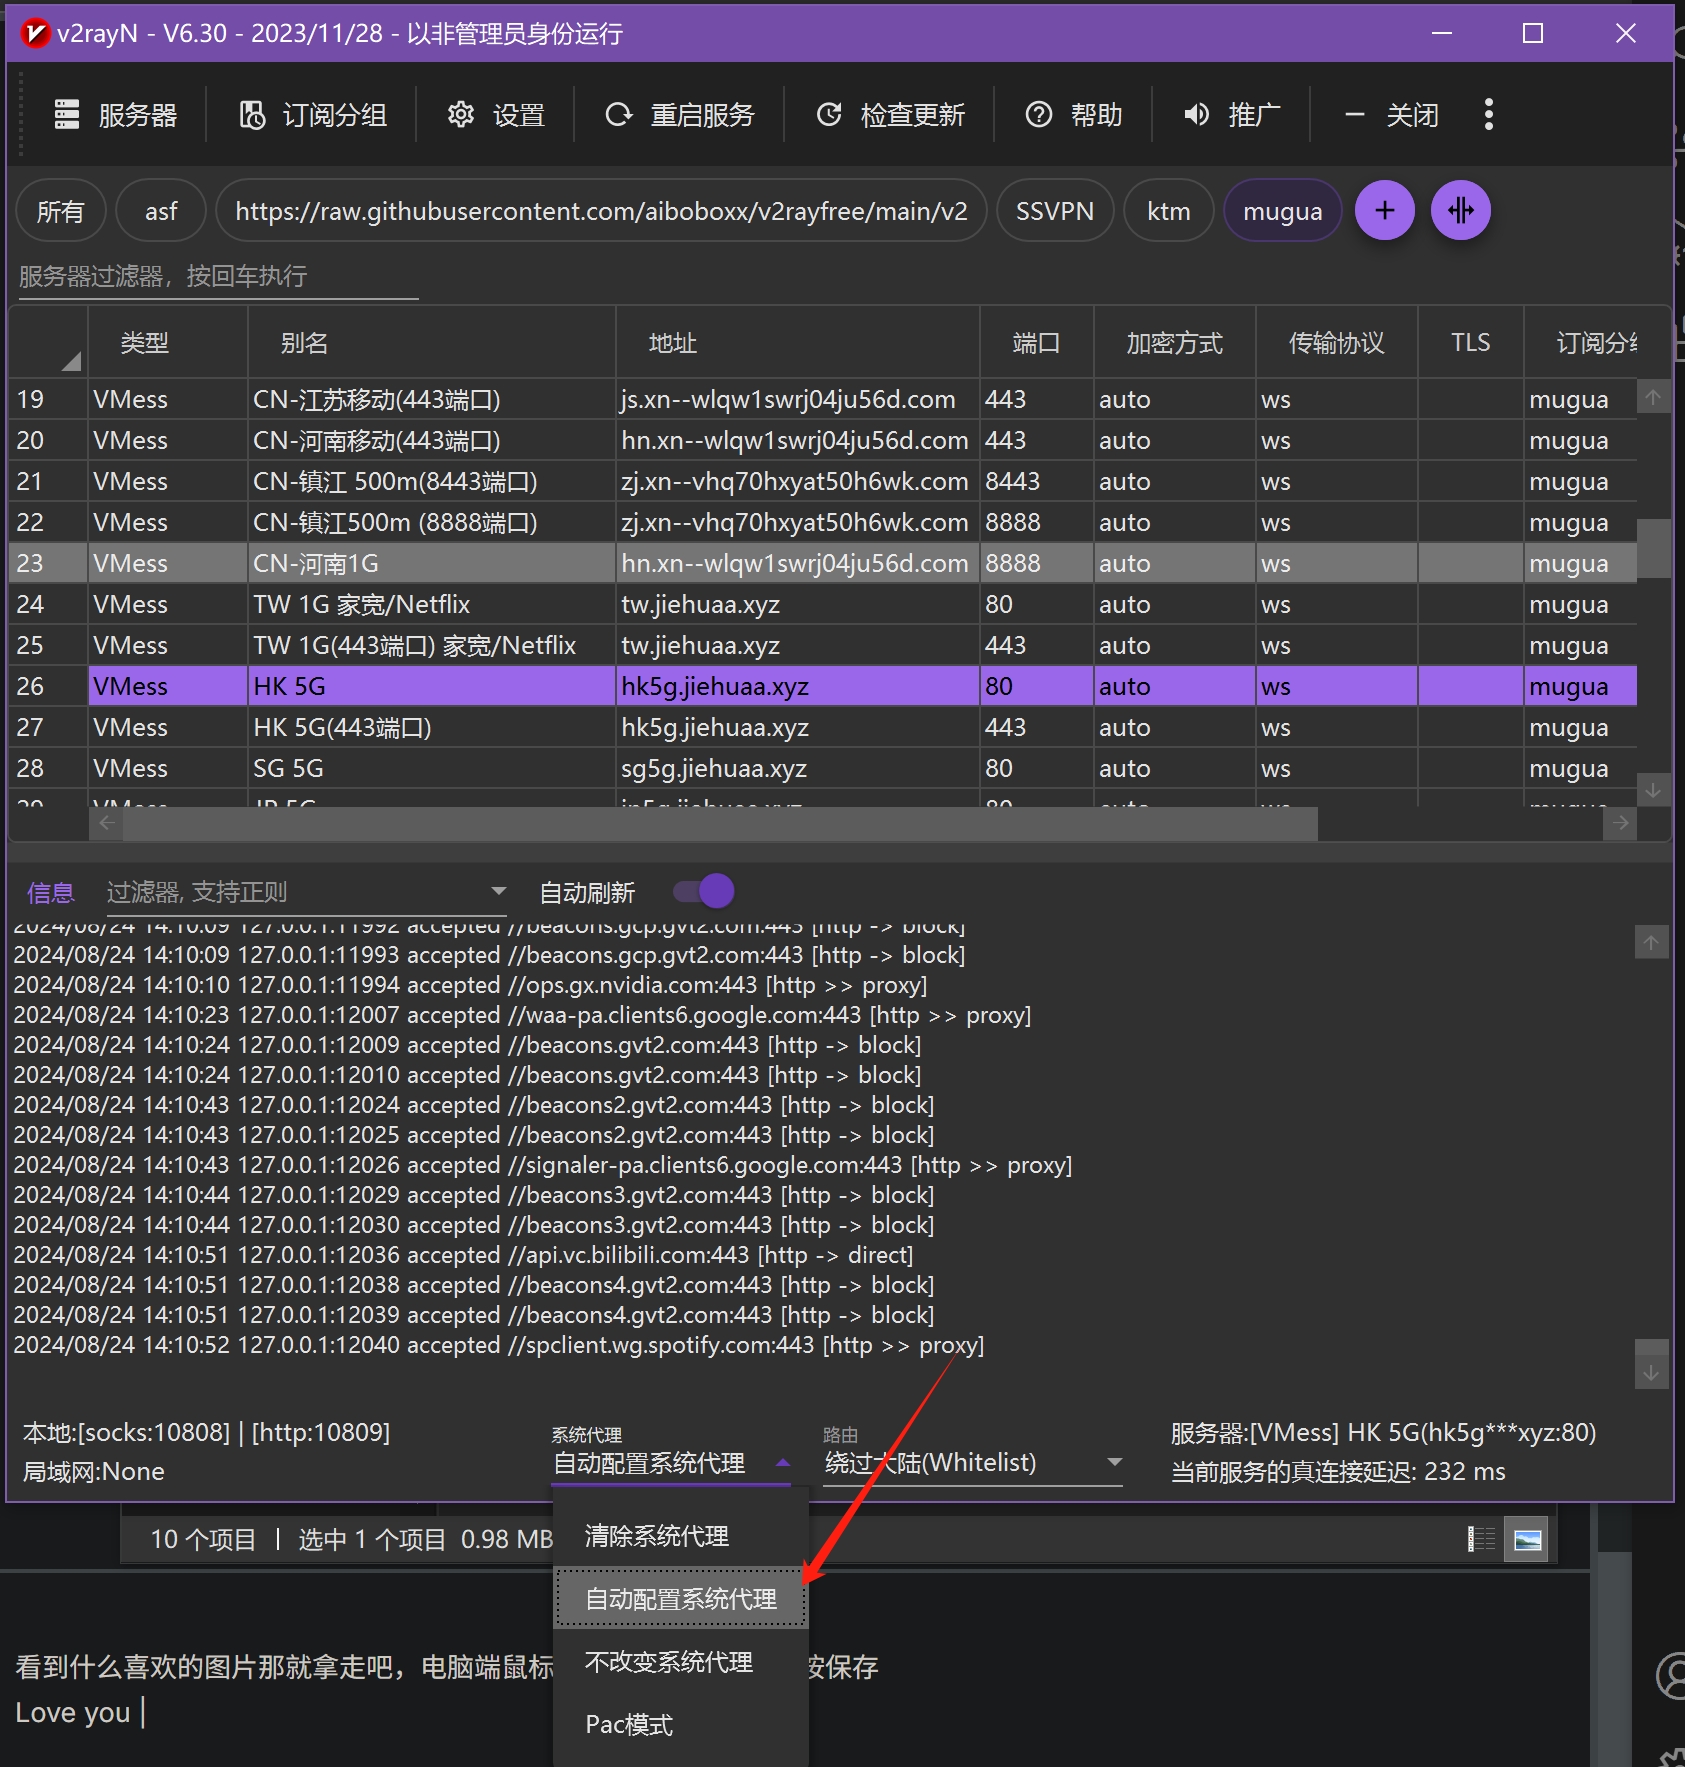 v2rayN - V6.30 - 2023/11/28 - 以非管理员身份运行
服务器 订阅分组 设置 重启服务 检查更新 帮助 推广 关闭
所有 asf https://raw.githubusercontent.com/aiboboxx/v2rayfree/main/v2 SSVPN ktm mugua
服务器过滤器，按回车执行
类型 别名 地址 端口 加密方式 传输协议 TLS 订阅分组
19 VMess CN-江苏移动(443端口) js.xn--wlqw1swrj04ju56d.com 443 auto ws mugua
20 VMess CN-河南移动(443端口) hn.xn--wlqw1swrj04ju56d.com 443 auto ws mugua
21 VMess CN-镇江 500m(8443端口) zj.xn--vhq70hxyat50h6wk.com 8443 auto ws mugua
22 VMess CN-镇江500m (8888端口) zj.xn--vhq70hxyat50h6wk.com 8888 auto ws mugua
23 VMess CN-河南1G hn.xn--wlqw1swrj04ju56d.com 8888 auto ws mugua
24 VMess TW 1G 家宽/Netflix tw.jiehuaa.xyz 80 auto ws mugua
25 VMess TW 1G(443端口) 家宽/Netflix tw.jiehuaa.xyz 443 auto ws mugua
26 VMess HK 5G hk5g.jiehuaa.xyz 80 auto ws mugua
27 VMess HK 5G(443端口) hk5g.jiehuaa.xyz 443 auto ws mugua
28 VMess SG 5G sg5g.jiehuaa.xyz 80 auto ws mugua
29 VMess JP 5G jp5g.jiehuaa.xyz 80 auto ws mugua
信息 过滤器, 支持正则 自动刷新
2024/08/24 14:10:09 127.0.0.1:11992 accepted //beacons.gcp.gvt2.com:443 [http -> block]
2024/08/24 14:10:09 127.0.0.1:11993 accepted //beacons.gcp.gvt2.com:443 [http -> block]
2024/08/24 14:10:10 127.0.0.1:11994 accepted //ops.gx.nvidia.com:443 [http >> proxy]
2024/08/24 14:10:23 127.0.0.1:12007 accepted //waa-pa.clients6.google.com:443 [http >> proxy]
2024/08/24 14:10:24 127.0.0.1:12009 accepted //beacons.gvt2.com:443 [http -> block]
2024/08/24 14:10:24 127.0.0.1:12010 accepted //beacons.gvt2.com:443 [http -> block]
2024/08/24 14:10:43 127.0.0.1:12024 accepted //beacons2.gvt2.com:443 [http -> block]
2024/08/24 14:10:43 127.0.0.1:12025 accepted //beacons2.gvt2.com:443 [http -> block]
2024/08/24 14:10:43 127.0.0.1:12026 accepted //signaler-pa.clients6.google.com:443 [http >> proxy]
2024/08/24 14:10:44 127.0.0.1:12029 accepted //beacons3.gvt2.com:443 [http -> block]
2024/08/24 14:10:44 127.0.0.1:12030 accepted //beacons3.gvt2.com:443 [http -> block]
2024/08/24 14:10:51 127.0.0.1:12036 accepted //api.vc.bilibili.com:443 [http -> direct]
2024/08/24 14:10:51 127.0.0.1:12038 accepted //beacons4.gvt2.com:443 [http -> block]
2024/08/24 14:10:51 127.0.0.1:12039 accepted //beacons4.gvt2.com:443 [http -> block]
2024/08/24 14:10:52 127.0.0.1:12040 accepted //spclient.wg.spotify.com:443 [http >> proxy]
本地:[socks:10808] | [http:10809]
局域网:None
系统代理
自动配置系统代理
路由
绕过大陆(Whitelist)
服务器:[VMess] HK 5G(hk5g***xyz:80)
当前服务的真连接延迟: 232 ms
清除系统代理
自动配置系统代理
不改变系统代理
Pac模式
10 个项目 | 选中 1 个项目 0.98 MB
看到什么喜欢的图片那就拿走吧，电脑端鼠标 按保存
Love you |